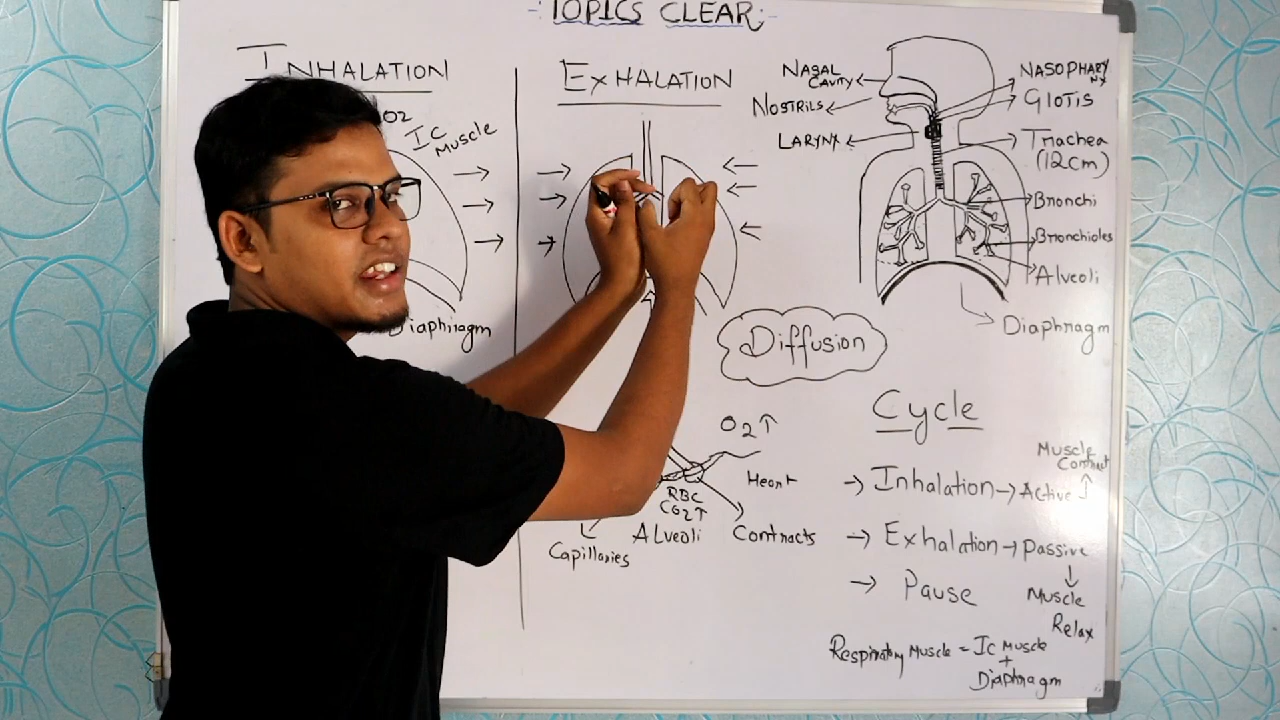 -: TOPICS CLEAR :-
INHALATION
O2
IC
Muscle
Diaphragm
EXHALATION
NASAL
CAVITY
NOSTRILS
LARYNX
NASOPHARY
NX
GlOTIS
Trachea
(12cm)
Bronchi
Bronchioles
Alveoli
Diaphragm
Diffusion
O2↑
Heart
RBC
CO2↑
Alveoli
Capillaries
Contracts
Cycle
Muscle
Contract
→ Inhalation → Active
→ Exhalation → Passive
→ Pause
Muscle
Relax
Respiratory Muscle = Ic Muscle
+
Diaphragm